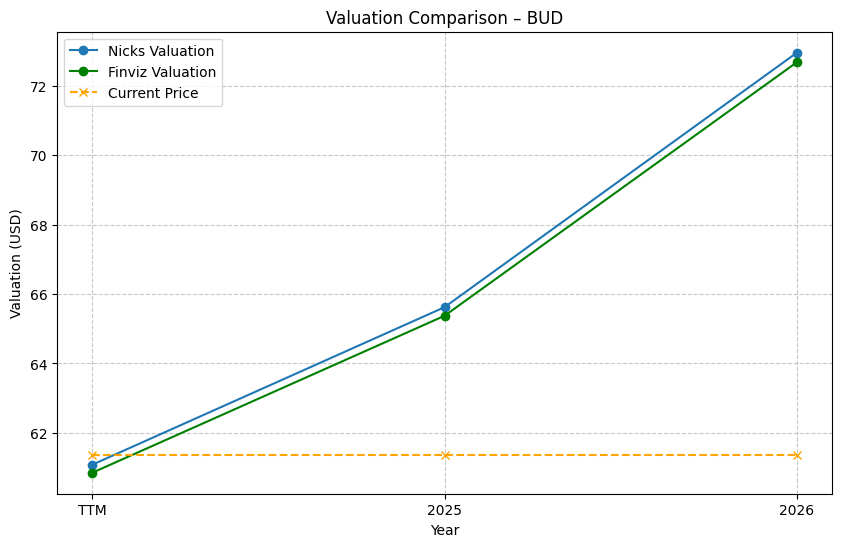 Valuation Comparison – BUD
Nicks Valuation
Finviz Valuation
Current Price
Valuation (USD)
72
70
68
66
64
62
TTM
2025
2026
Year